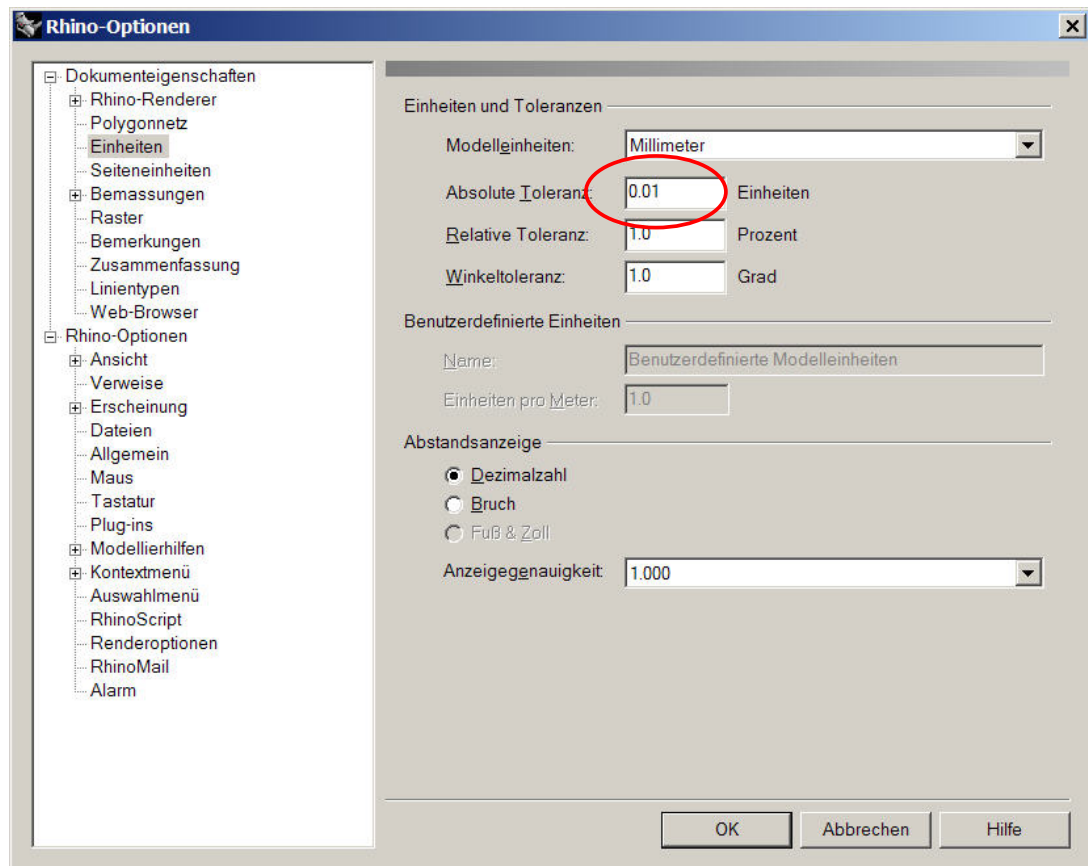 Rhino-Optionen
Dokumenteigenschaften
Rhino-Renderer
Polygonnetz
Einheiten
Seiteneinheiten
Bemassungen
Raster
Bemerkungen
Zusammenfassung
Linientypen
Web-Browser
Rhino-Optionen
Ansicht
Verweise
Erscheinung
Dateien
Allgemein
Maus
Tastatur
Plug-ins
Modellierhilfen
Kontextmenü
Auswahlmenü
RhinoScript
Renderoptionen
RhinoMail
Alarm
Einheiten und Toleranzen
Modelleinheiten: Millimeter
Absolute Toleranz: 0.01 Einheiten
Relative Toleranz: 1.0 Prozent
Winkeltoleranz: 1.0 Grad
Benutzerdefinierte Einheiten
Name: Benutzerdefinierte Modelleinheiten
Einheiten pro Meter: 1.0
Abstandsanzeige
Dezimalzahl
Bruch
Fuß & Zoll
Anzeigegenauigkeit: 1.000
OK Abbrechen Hilfe